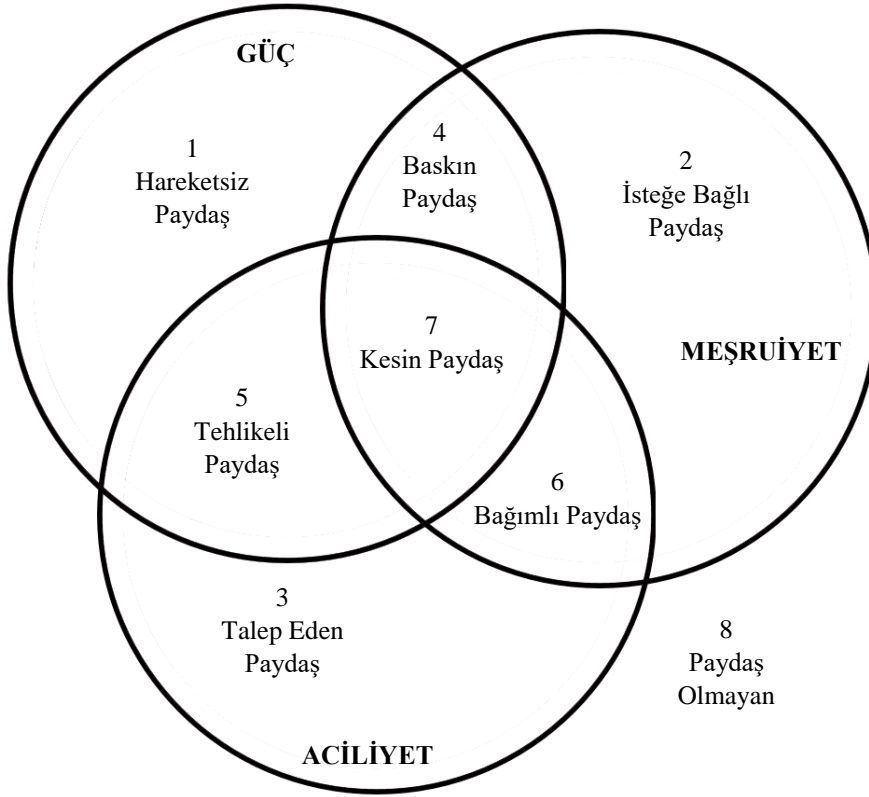 GÜÇ
1
Hareketsiz
Paydaş
4
Baskın
Paydaş
2
İsteğe Bağlı
Paydaş
7
Kesin Paydaş
MEŞRUİYET
5
Tehlikeli
Paydaş
6
Bağımlı Paydaş
3
Talep Eden
Paydaş
8
Paydaş
Olmayan
ACİLİYET